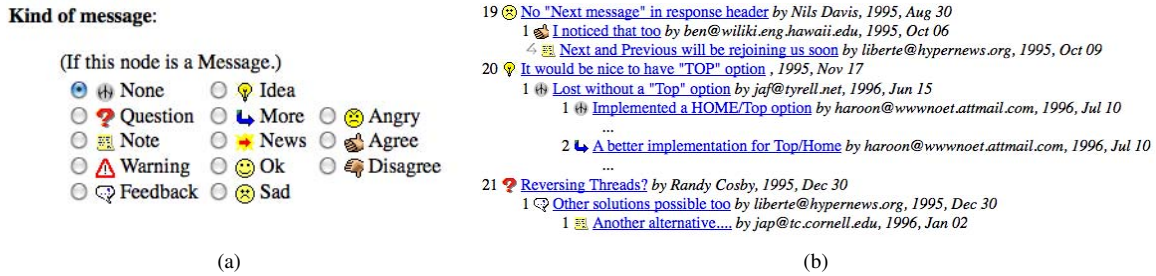 Kind of message:
(If this node is a Message.)
None Idea
Question More Angry
Note News Agree
Warning Ok Disagree
Feedback Sad
(a)
19 No "Next message" in response header by Nils Davis, 1995, Aug 30
1 I noticed that too by ben@wiliki.eng.hawaii.edu, 1995, Oct 06
4 Next and Previous will be rejoining us soon by liberte@hypernews.org, 1995, Oct 09
20 It would be nice to have "TOP" option , 1995, Nov 17
1 Lost without a "Top" option by jaf@tyrell.net, 1996, Jun 15
1 Implemented a HOME/Top option by haroon@wwwnoet.attmail.com, 1996, Jul 10
...
2 A better implementation for Top/Home by haroon@wwwnoet.attmail.com, 1996, Jul 10
...
21 Reversing Threads? by Randy Cosby, 1995, Dec 30
1 Other solutions possible too by liberte@hypernews.org, 1995, Dec 30
1 Another alternative.... by jap@tc.cornell.edu, 1996, Jan 02
(b)